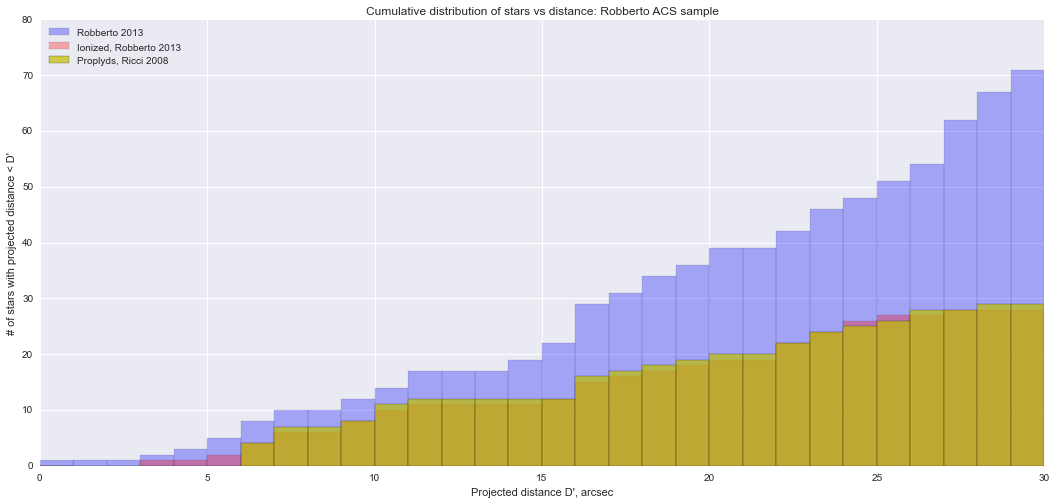 Cumulative distribution of stars vs distance: Robberto ACS sample
Robberto 2013
Ionized, Robberto 2013
Proplyds, Ricci 2008
# of stars with projected distance < D'
80
70
60
50
40
30
20
10
0
0 5 10 15 20 25 30
Projected distance D', arcsec